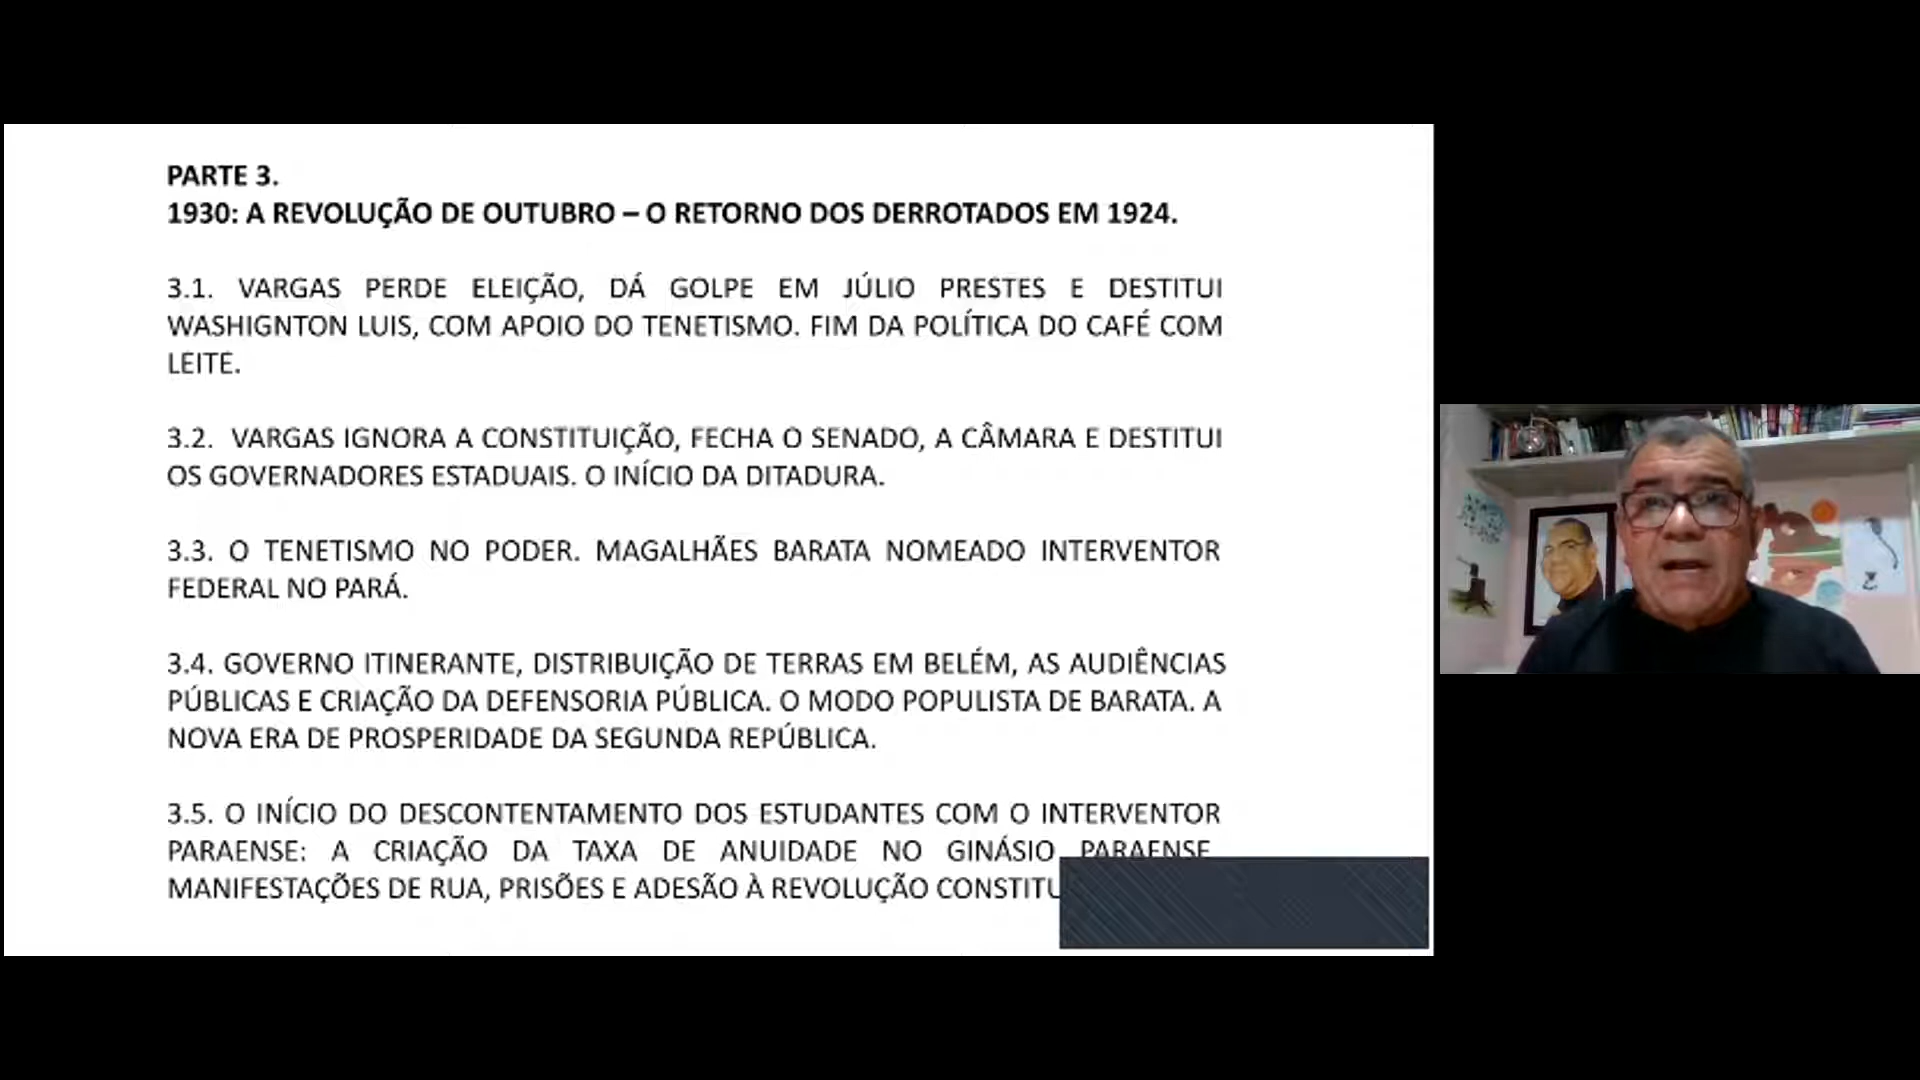 PARTE 3.
1930: A REVOLUÇÃO DE OUTUBRO – O RETORNO DOS DERROTADOS EM 1924.
3.1. VARGAS PERDE ELEIÇÃO, DÁ GOLPE EM JÚLIO PRESTES E DESTITUI
WASHIGNTON LUIS, COM APOIO DO TENETISMO. FIM DA POLÍTICA DO CAFÉ COM
LEITE.
3.2. VARGAS IGNORA A CONSTITUIÇÃO, FECHA O SENADO, A CÂMARA E DESTITUI
OS GOVERNADORES ESTADUAIS. O INÍCIO DA DITADURA.
3.3. O TENETISMO NO PODER. MAGALHÃES BARATA NOMEADO INTERVENTOR
FEDERAL NO PARÁ.
3.4. GOVERNO ITINERANTE, DISTRIBUIÇÃO DE TERRAS EM BELÉM, AS AUDIÊNCIAS
PÚBLICAS E CRIAÇÃO DA DEFENSORIA PÚBLICA. O MODO POPULISTA DE BARATA. A
NOVA ERA DE PROSPERIDADE DA SEGUNDA REPÚBLICA.
3.5. O INÍCIO DO DESCONTENTAMENTO DOS ESTUDANTES COM O INTERVENTOR
PARAENSE: A CRIAÇÃO DA TAXA DE ANUIDADE NO GINÁSIO PARAENSE
MANIFESTAÇÕES DE RUA, PRISÕES E ADESÃO À REVOLUÇÃO